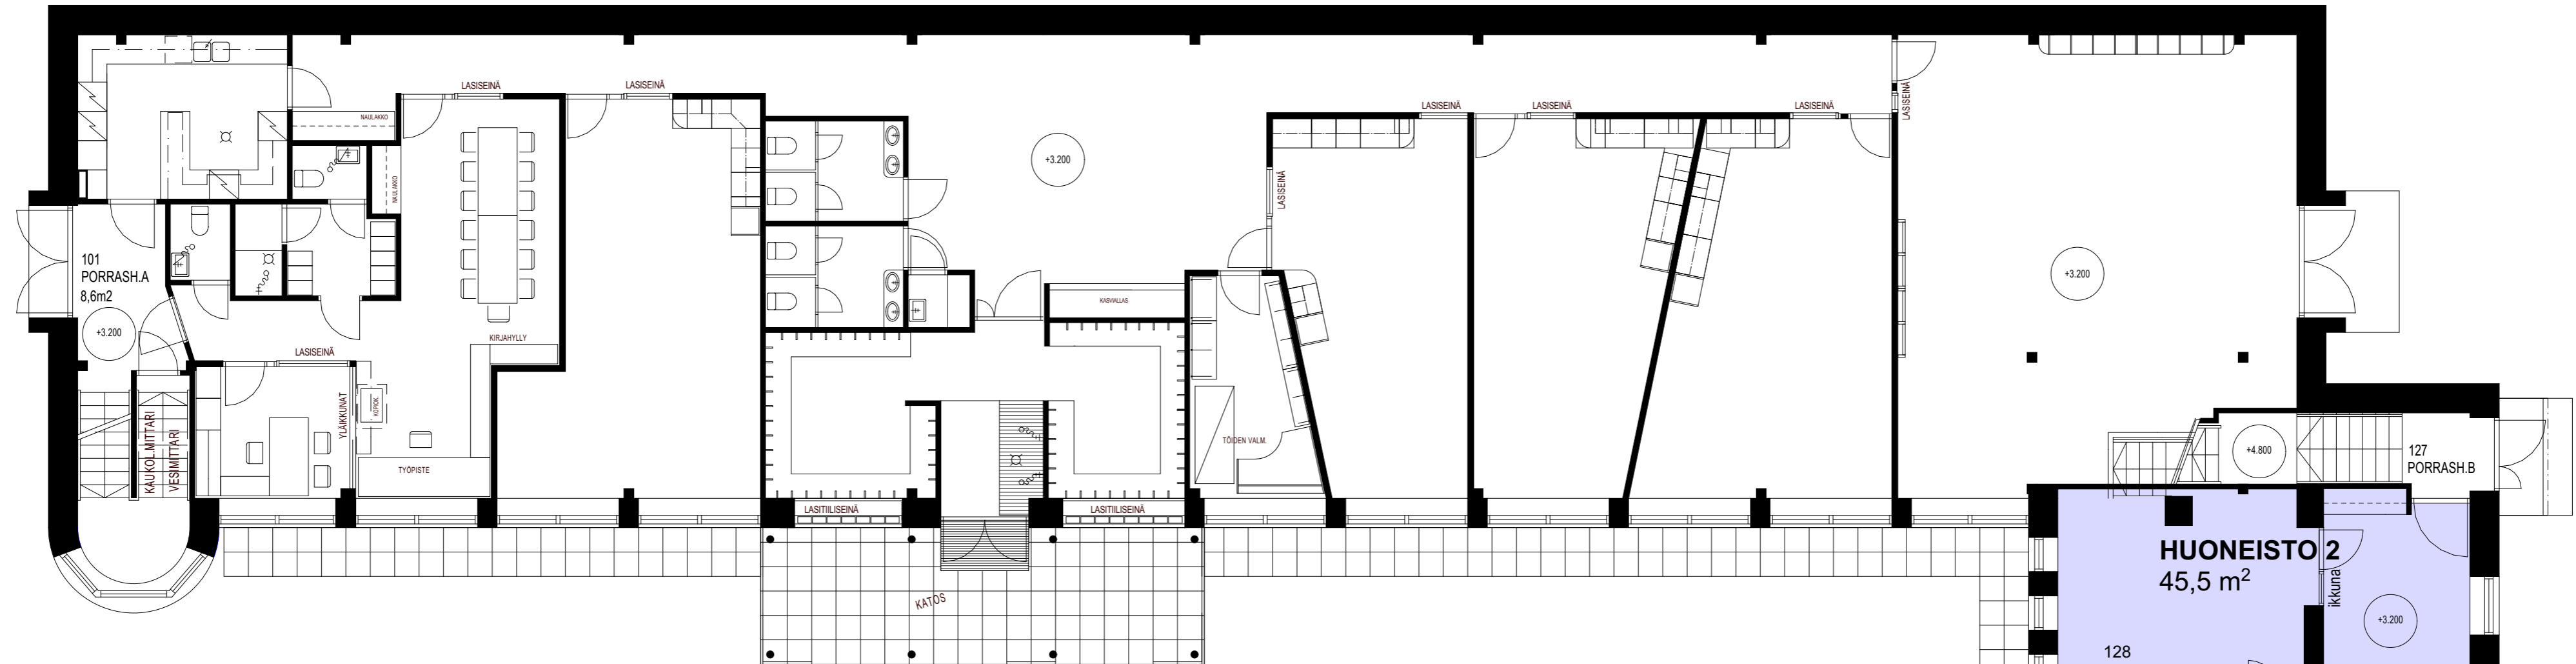 LASISEINÄ
LASISEINÄ
LASISEINÄ
LASISEINÄ
LASISEINÄ
LASISEINÄ
NAULAKKO
NAULAKKO
+3.200
LASISEINÄ
101
PORRASH.A
8,6m2
+3.200
+3.200
KASVIALLAS
KIRJAHYLLY
LASISEINÄ
YLÄIKKUNAT
KOPIOK.
KAUKOL.MITTARI
VESIMITTARI
TYÖPISTE
TÖIDEN VALM.
+4.800
127
PORRASH.B
LASITIILISEINÄ
LASITIILISEINÄ
KATOS
HUONEISTO 2
45,5 m²
ikkuna
+3.200
128